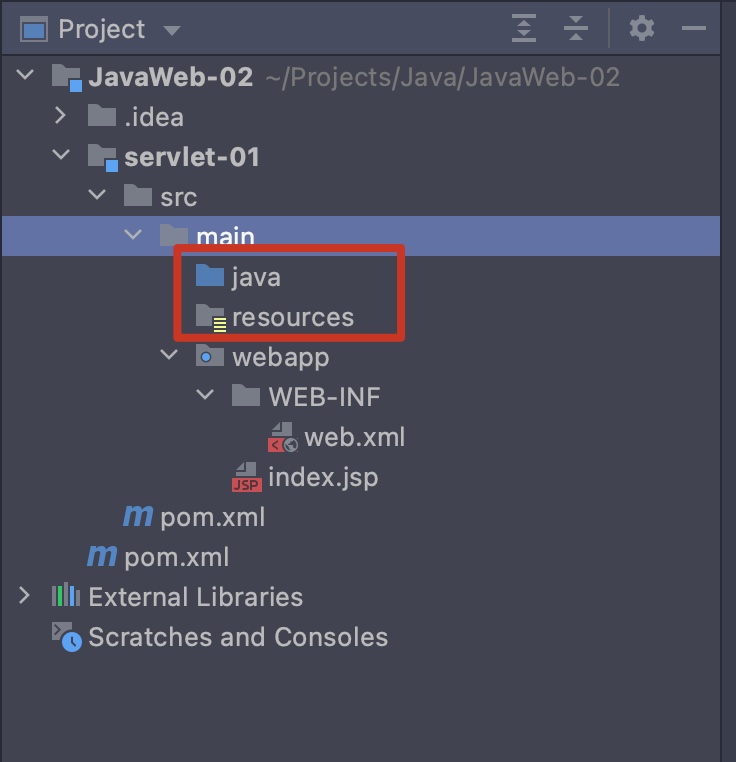 Project
JavaWeb-02 ~/Projects/Java/JavaWeb-02
.idea
servlet-01
src
main
java
resources
webapp
WEB-INF
web.xml
JSP index.jsp
m pom.xml
m pom.xml
External Libraries
Scratches and Consoles